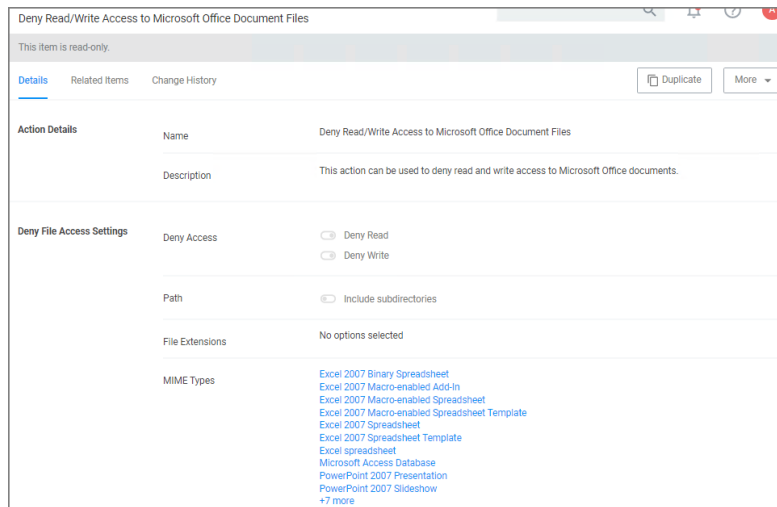 Deny Read/Write Access to Microsoft Office Document Files
A
This item is read-only.
Details Related Items Change History Duplicate More
Action Details
Name Deny Read/Write Access to Microsoft Office Document Files
Description This action can be used to deny read and write access to Microsoft Office documents.
Deny File Access Settings
Deny Access Deny Read
Deny Write
Path Include subdirectories
File Extensions No options selected
MIME Types Excel 2007 Binary Spreadsheet
Excel 2007 Macro-enabled Add-In
Excel 2007 Macro-enabled Spreadsheet
Excel 2007 Macro-enabled Spreadsheet Template
Excel 2007 Spreadsheet
Excel 2007 Spreadsheet Template
Excel spreadsheet
Microsoft Access Database
PowerPoint 2007 Presentation
PowerPoint 2007 Slideshow
+7 more